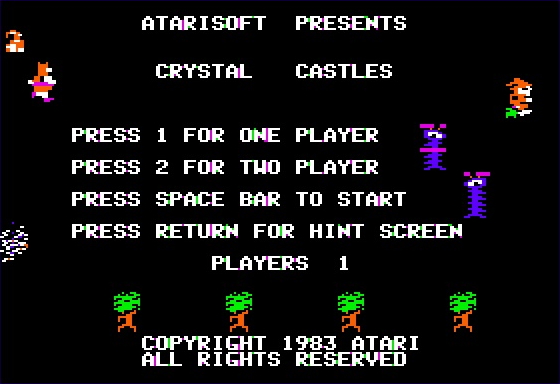 ATARISOFT PRESENTS
CRYSTAL CASTLES
PRESS 1 FOR ONE PLAYER
PRESS 2 FOR TWO PLAYER
PRESS SPACE BAR TO START
PRESS RETURN FOR HINT SCREEN
PLAYERS 1
COPYRIGHT 1983 ATARI
ALL RIGHTS RESERVED